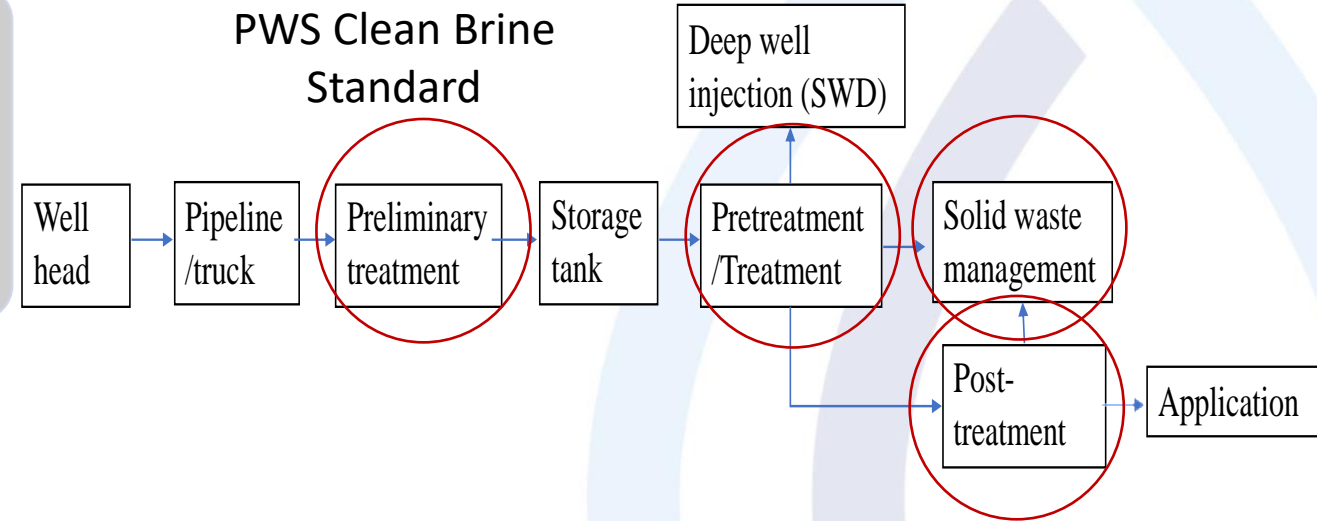 PWS Clean Brine
Standard
Deep well
injection (SWD)
Well
head
Pipeline
/truck
Preliminary
treatment
Storage
tank
Pretreatment
/Treatment
Solid waste
management
Post-
treatment
Application